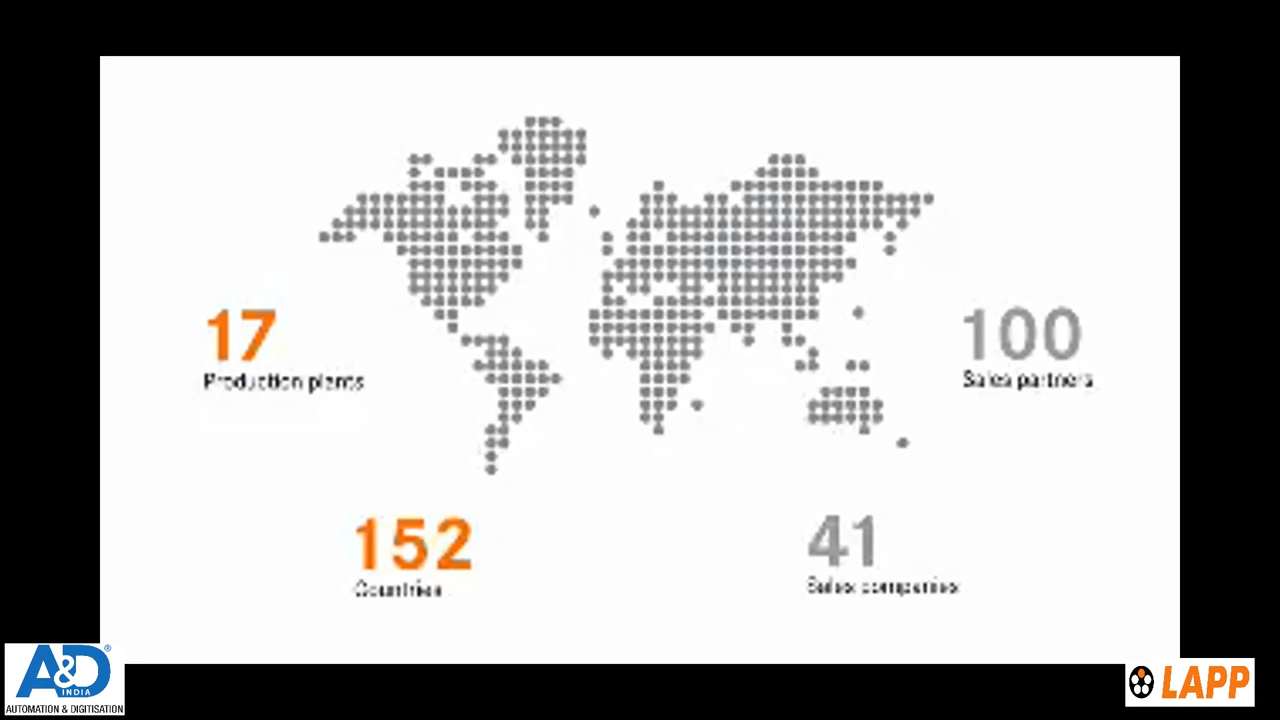 17
Production plants
100
Sales partners
152
Countries
41
Sales companies
A&D®
INDIA
AUTOMATION & DIGITISATION
LAPP